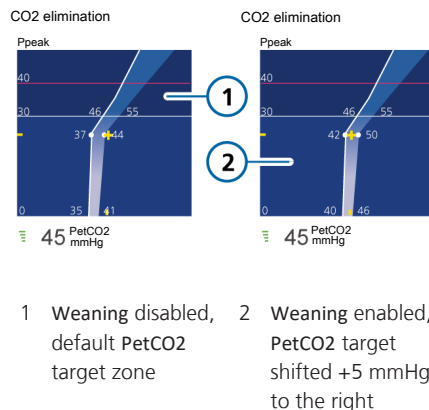 CO2 elimination
Ppeak
40
30
46
55
37
44
0
35
41
45 PetCO2 mmHg
1
CO2 elimination
Ppeak
40
30
46
55
42
50
0
40
46
45 PetCO2 mmHg
2
1 Weaning disabled,
default PetCO2
target zone
2 Weaning enabled,
PetCO2 target
shifted +5 mmHg
to the right